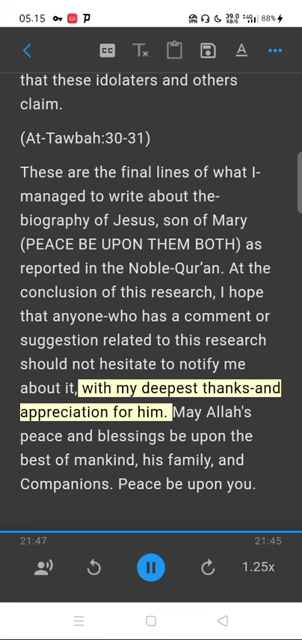 05.15
39.0
KB/S
88%
CC
that these idolaters and others
claim.
(At-Tawbah:30-31)
These are the final lines of what I-
managed to write about the-
biography of Jesus, son of Mary
(PEACE BE UPON THEM BOTH) as
reported in the Noble-Qur’an. At the
conclusion of this research, I hope
that anyone-who has a comment or
suggestion related to this research
should not hesitate to notify me
about it, with my deepest thanks-and
appreciation for him. May Allah's
peace and blessings be upon the
best of mankind, his family, and
Companions. Peace be upon you.
21:47
21:45
1.25x